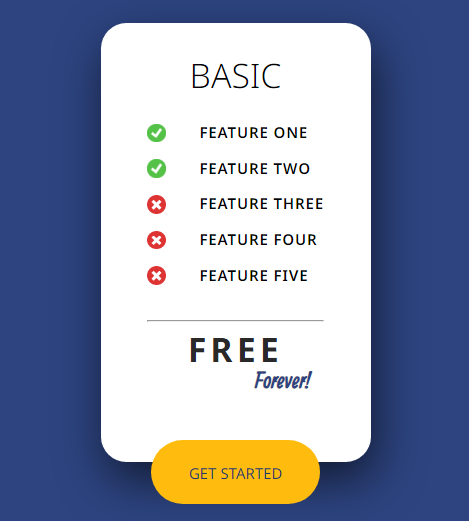 BASIC
FEATURE ONE
FEATURE TWO
FEATURE THREE
FEATURE FOUR
FEATURE FIVE
FREE
Forever!
GET STARTED